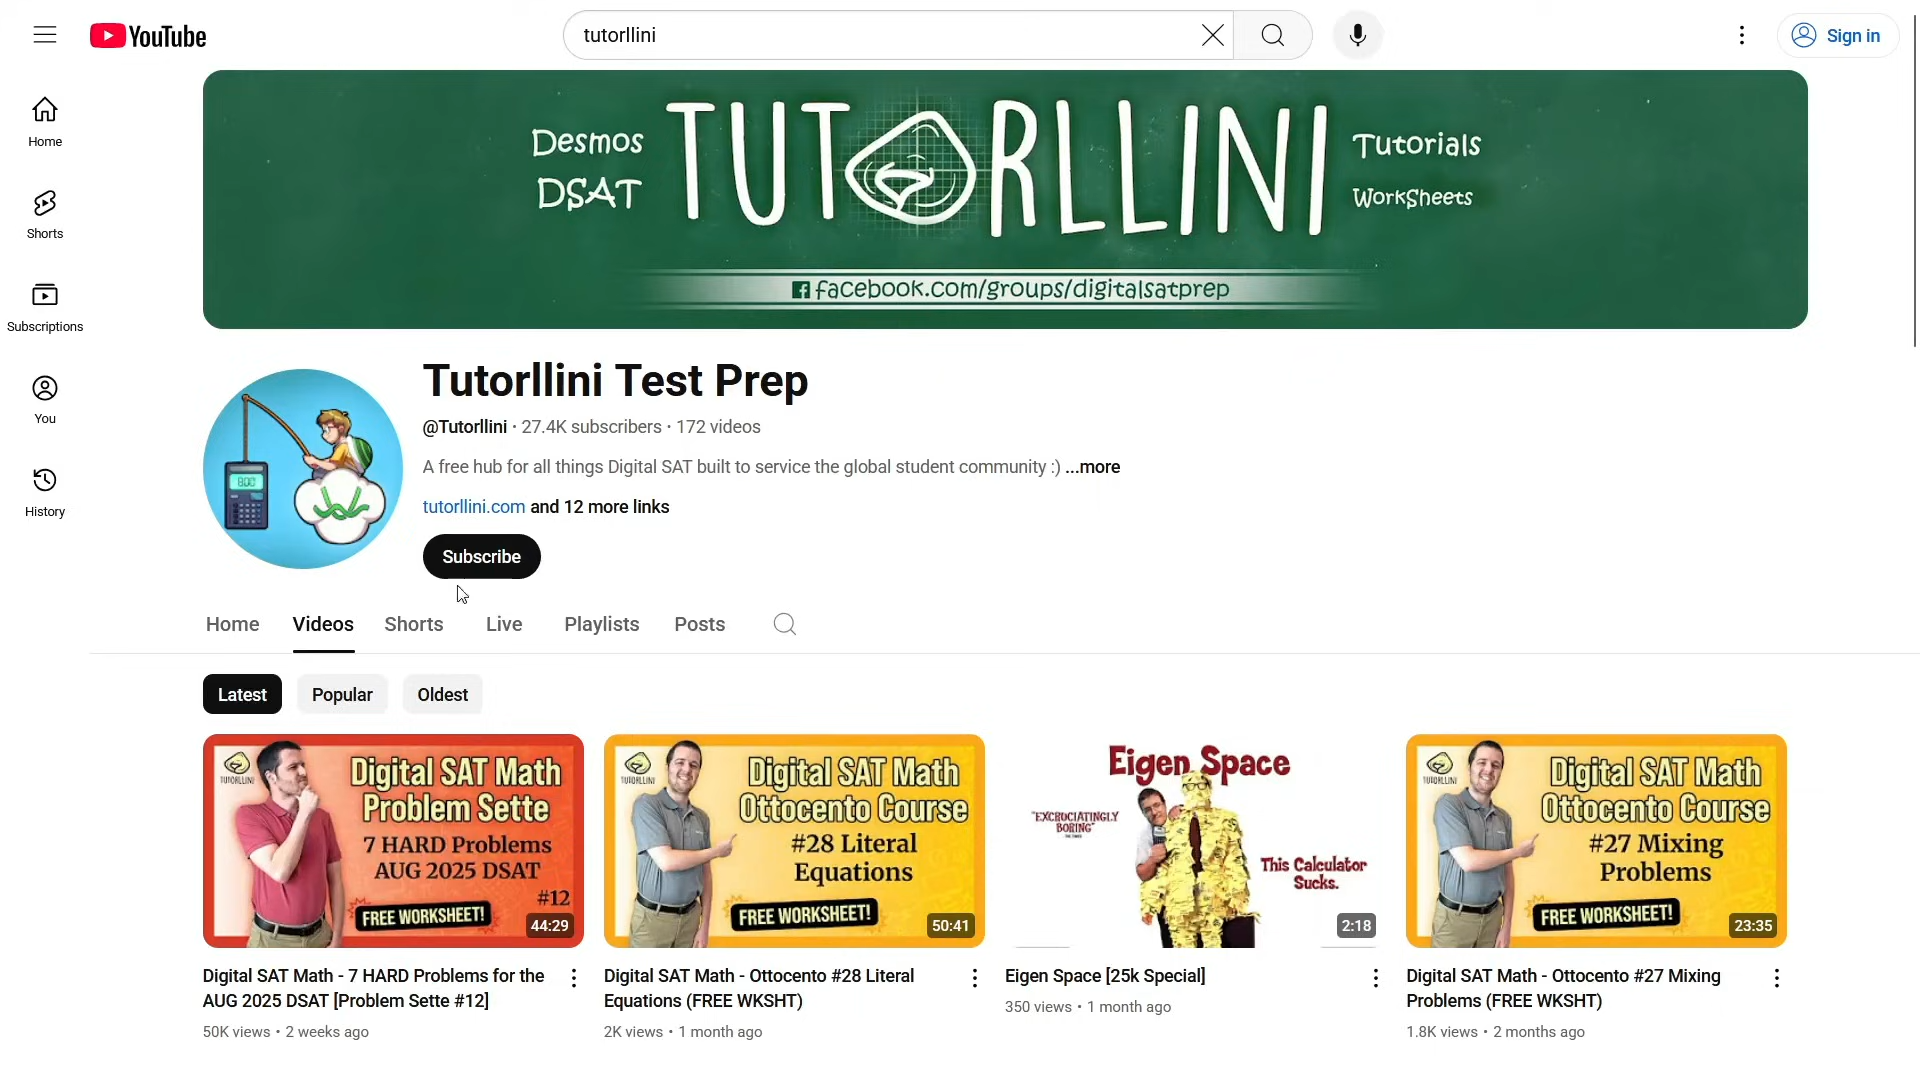 YouTube
tutorllini
Sign in
Home
Shorts
Subscriptions
You
History
Desmos
DSAT
TUTORLLINI
Tutorials
WorkSheets
facebook.com/groups/digitalsatprep
800
Tutorllini Test Prep
@Tutorllini · 27.4K subscribers · 172 videos
A free hub for all things Digital SAT built to service the global student community :) ...more
tutorllini.com and 12 more links
Subscribe
Home Videos Shorts Live Playlists Posts
Latest Popular Oldest
TUTORLLINI
Digital SAT Math
Problem Sette
7 HARD Problems
AUG 2025 DSAT
#12
FREE WORKSHEET!
44:29
Digital SAT Math - 7 HARD Problems for the
AUG 2025 DSAT [Problem Sette #12]
50K views • 2 weeks ago
TUTORLLINI
Digital SAT Math
Ottocento Course
#28 Literal
Equations
FREE WORKSHEET!
50:41
Digital SAT Math - Ottocento #28 Literal
Equations (FREE WKSHT)
2K views • 1 month ago
Eigen Space
"EXCRUCIATINGLY
BORING"
This Calculator
Sucks.
2:18
Eigen Space [25k Special]
350 views • 1 month ago
TUTORLLINI
Digital SAT Math
Ottocento Course
#27 Mixing
Problems
FREE WORKSHEET!
23:35
Digital SAT Math - Ottocento #27 Mixing
Problems (FREE WKSHT)
1.8K views • 2 months ago